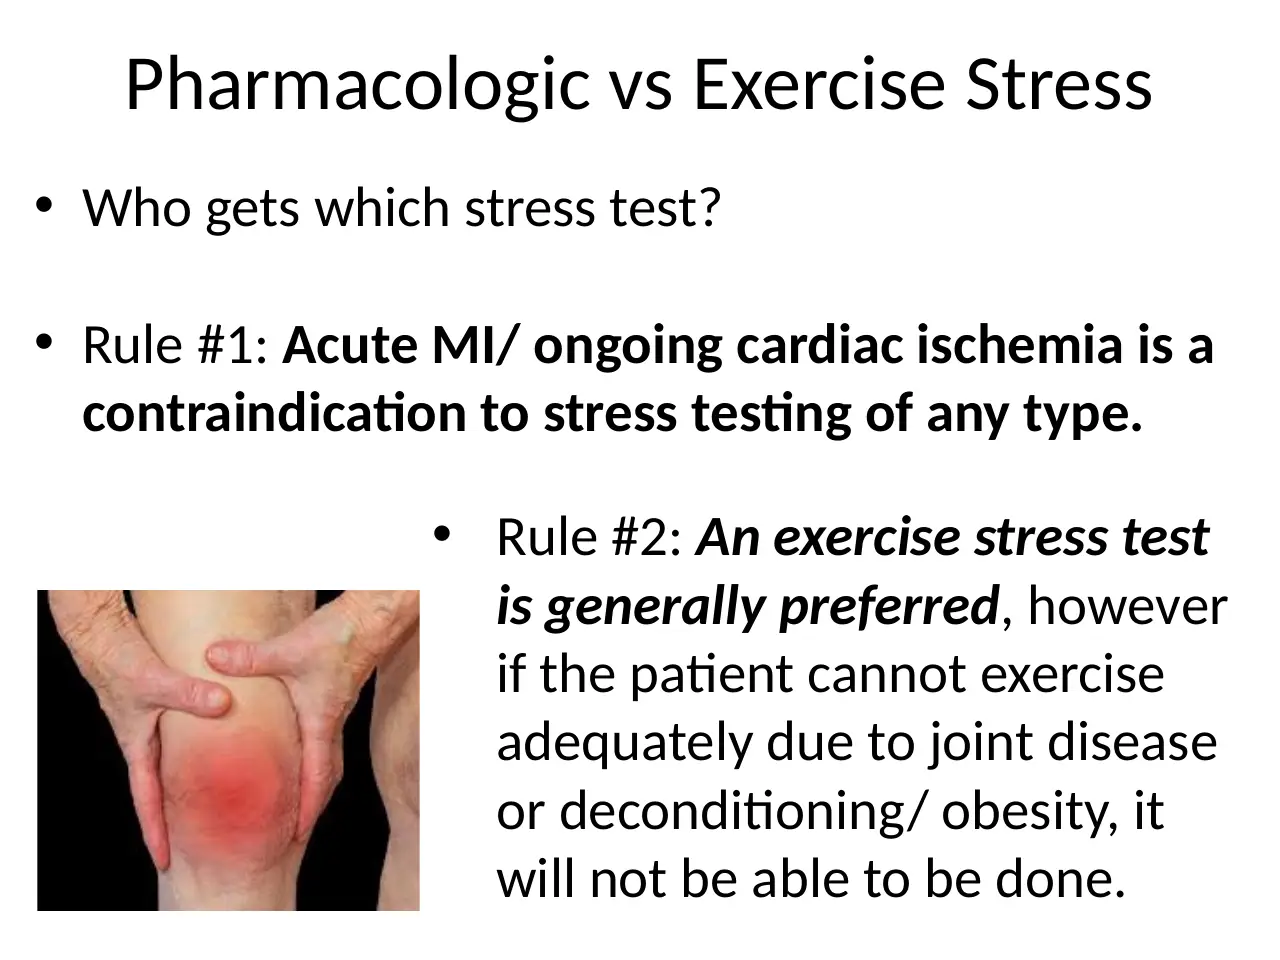 Pharmacologic vs Exercise Stress
• Who gets which stress test?
• Rule #1: Acute MI/ ongoing cardiac ischemia is a
contraindication to stress testing of any type.
• Rule #2: An exercise stress test
is generally preferred, however
if the patient cannot exercise
adequately due to joint disease
or deconditioning/ obesity, it
will not be able to be done.